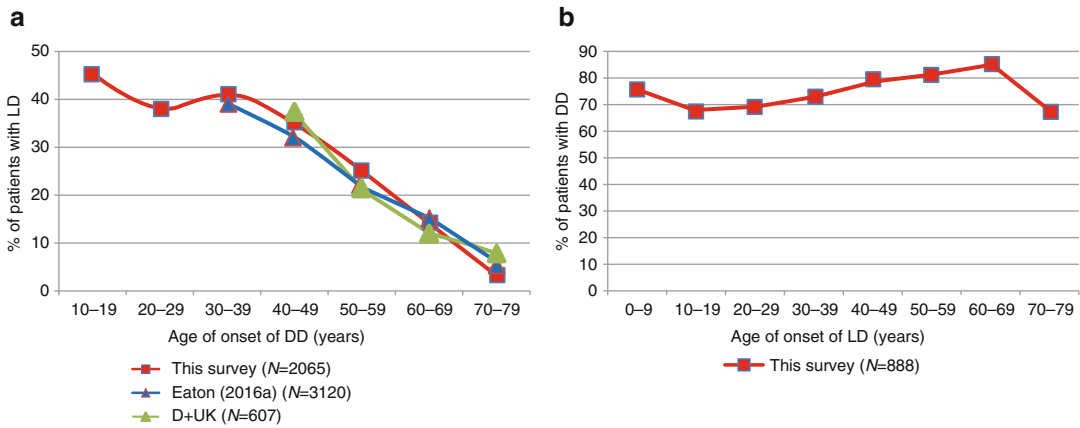 a
% of patients with LD
50
40
30
20
10
0
10–19 20–29 30–39 40–49 50–59 60–69 70–79
Age of onset of DD (years)
This survey (N=2065)
Eaton (2016a) (N=3120)
D+UK (N=607)
b
% of patients with DD
90
80
70
60
50
40
30
20
10
0
0–9 10–19 20–29 30–39 40–49 50–59 60–69 70–79
Age of onset of LD (years)
This survey (N=888)